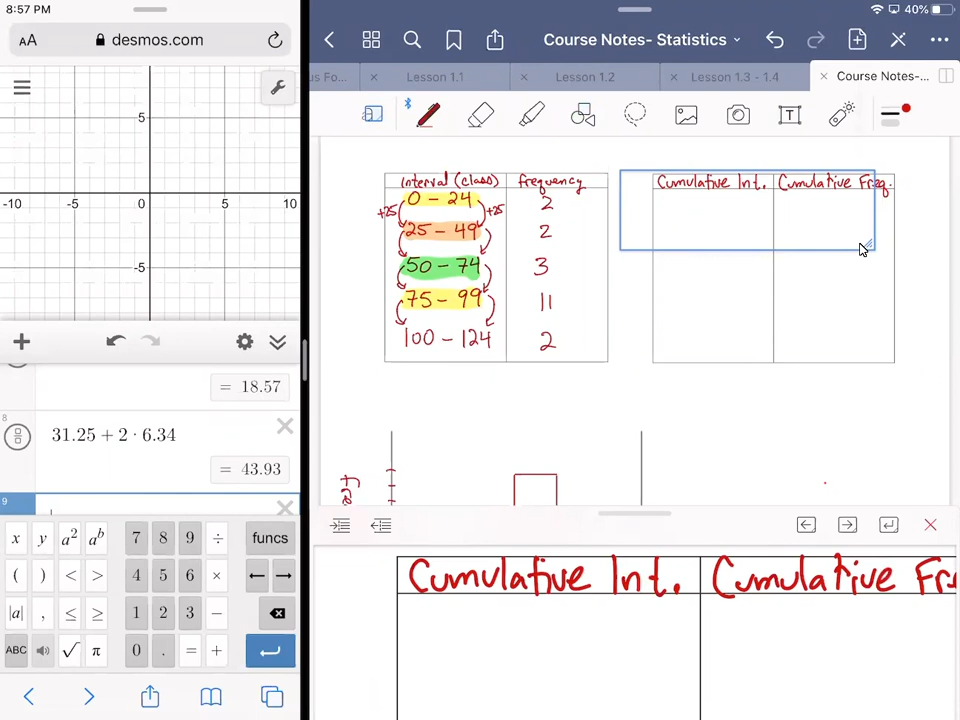 8:57 PM
40%
AA desmos.com
Course Notes- Statistics
us Fo...
Lesson 1.1
Lesson 1.2
Lesson 1.3 - 1.4
Course Notes-...
T
5
-10
-5
0
5
10
-5
= 18.57
8
31.25 + 2 · 6.34
= 43.93
9
x y a² aᵇ 7 8 9 ÷ funcs
( ) < > 4 5 6 × ← →
|a| , ≤ ≥ 1 2 3 −
ABC √ π 0 . = +
Interval (class) frequency
0 - 24 2
+25 +25
25 - 49 2
50 - 74 3
75 - 99 11
100 - 124 2
Cumulative Int. Cumulative Freq.
Cumulative Int. Cumulative Fre